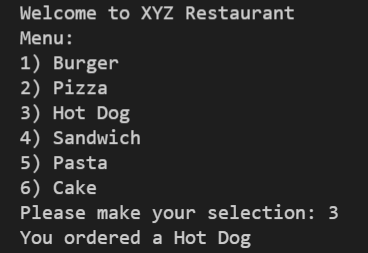 Welcome to XYZ Restaurant
Menu:
1) Burger
2) Pizza
3) Hot Dog
4) Sandwich
5) Pasta
6) Cake
Please make your selection: 3
You ordered a Hot Dog